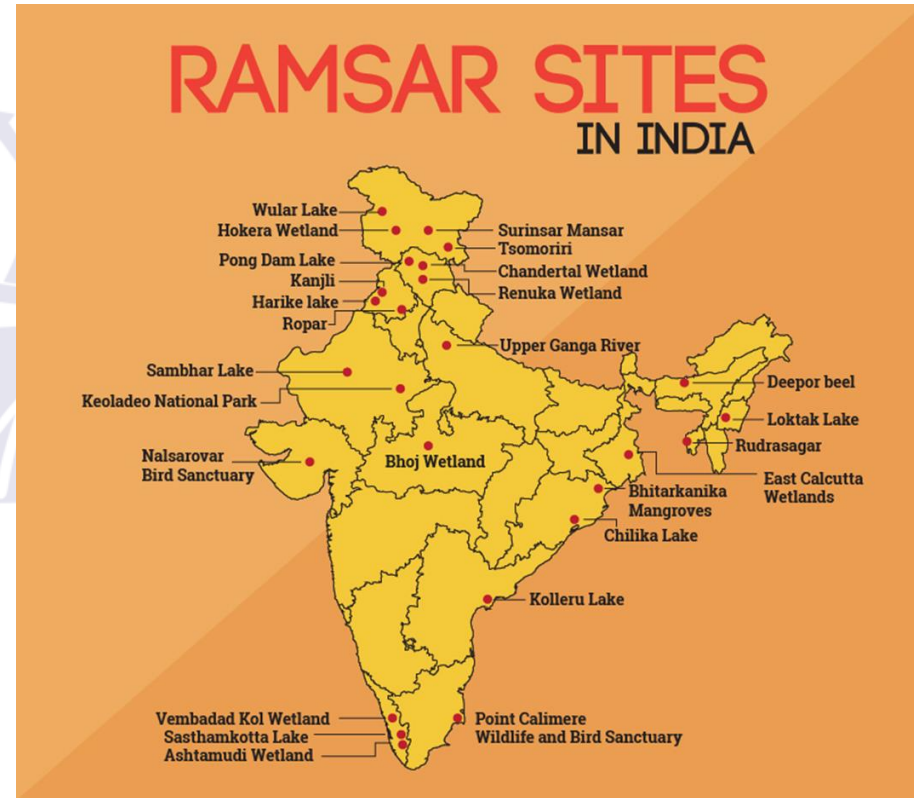 RAMSAR SITES
IN INDIA
Wular Lake
Hokera Wetland
Surinsar Mansar
Tsomoriri
Pong Dam Lake
Chandertal Wetland
Kanjli
Renuka Wetland
Harike lake
Ropar
Upper Ganga River
Sambhar Lake
Deepor beel
Keoladeo National Park
Loktak Lake
Rudrasagar
Nalsarovar
Bird Sanctuary
Bhoj Wetland
East Calcutta
Wetlands
Bhitarkanika
Mangroves
Chilika Lake
Kolleru Lake
Vembadad Kol Wetland
Sasthamkotta Lake
Ashtamudi Wetland
Point Calimere
Wildlife and Bird Sanctuary